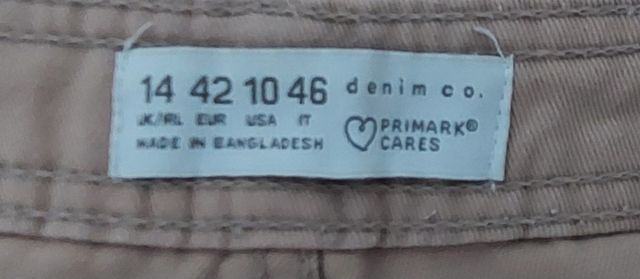 14 42 10 46
UK/IRL EUR USA IT
MADE IN BANGLADESH
denim co.
PRIMARK®
CARES